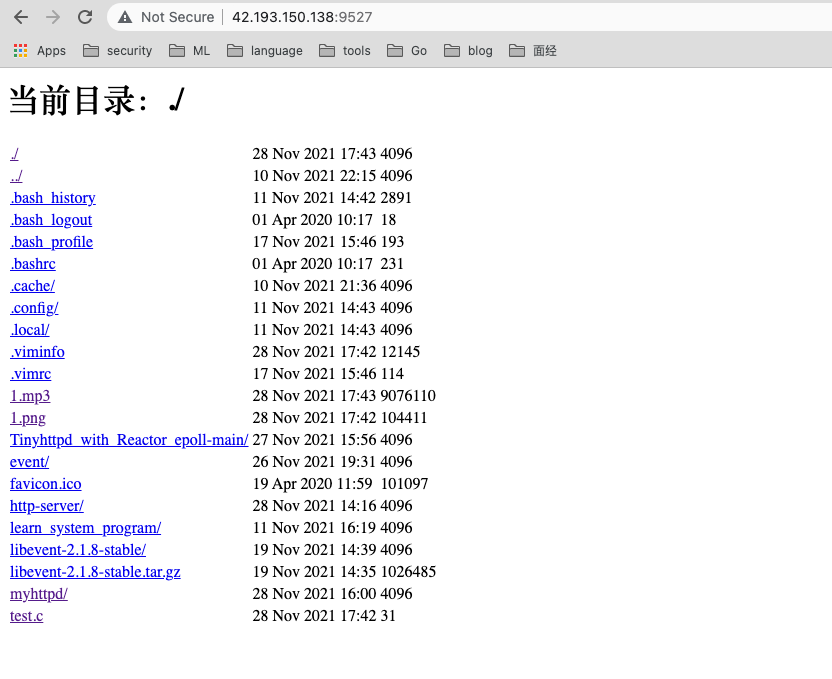 Not Secure | 42.193.150.138:9527
Apps security ML language tools Go blog 面经
当前目录：./
./ 28 Nov 2021 17:43 4096
../ 10 Nov 2021 22:15 4096
.bash_history 11 Nov 2021 14:42 2891
.bash_logout 01 Apr 2020 10:17 18
.bash_profile 17 Nov 2021 15:46 193
.bashrc 01 Apr 2020 10:17 231
.cache/ 10 Nov 2021 21:36 4096
.config/ 11 Nov 2021 14:43 4096
.local/ 11 Nov 2021 14:43 4096
.viminfo 28 Nov 2021 17:42 12145
.vimrc 17 Nov 2021 15:46 114
1.mp3 28 Nov 2021 17:43 9076110
1.png 28 Nov 2021 17:42 104411
Tinyhttpd_with_Reactor_epoll-main/ 27 Nov 2021 15:56 4096
event/ 26 Nov 2021 19:31 4096
favicon.ico 19 Apr 2020 11:59 101097
http-server/ 28 Nov 2021 14:16 4096
learn_system_program/ 11 Nov 2021 16:19 4096
libevent-2.1.8-stable/ 19 Nov 2021 14:39 4096
libevent-2.1.8-stable.tar.gz 19 Nov 2021 14:35 1026485
myhttpd/ 28 Nov 2021 16:00 4096
test.c 28 Nov 2021 17:42 31